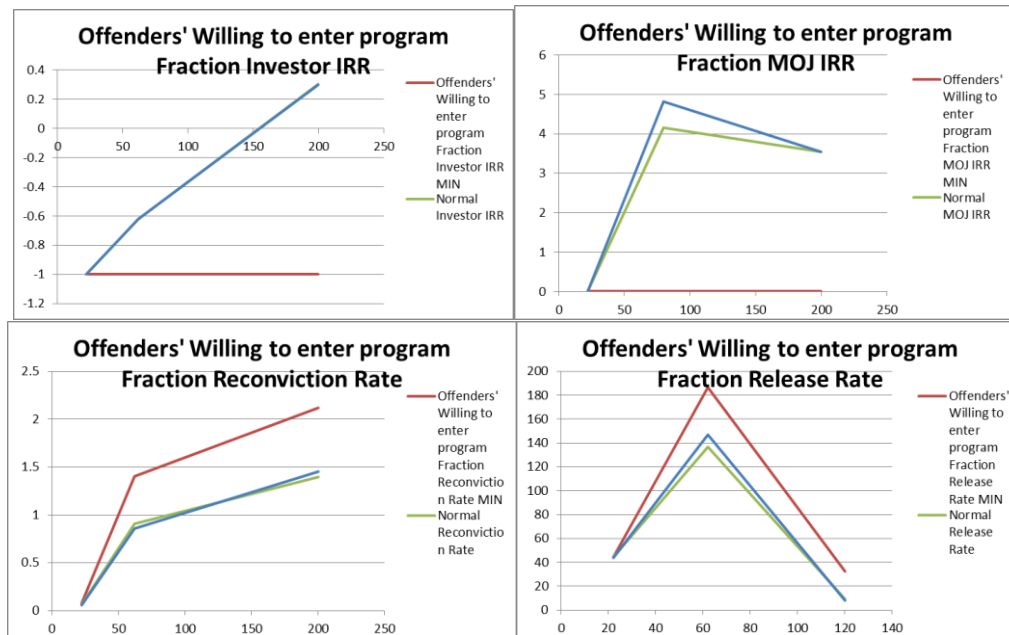 Offenders' Willing to enter program
Fraction Investor IRR
0.4
0.2
0
-0.2
-0.4
-0.6
-0.8
-1
-1.2
0
50
100
150
200
250
Offenders'
Willing to
enter
program
Fraction
Investor IRR
MIN
Normal
Investor IRR
Offenders' Willing to enter program
Fraction MOJ IRR
6
5
4
3
2
1
0
0
50
100
150
200
250
Offenders'
Willing to
enter
program
Fraction
MOJ IRR
MIN
Normal
MOJ IRR
Offenders' Willing to enter program
Fraction Reconviction Rate
2.5
2
1.5
1
0.5
0
0
50
100
150
200
250
Offenders'
Willing to
enter
program
Fraction
Reconvictio
n Rate MIN
Normal
Reconvictio
n Rate
Offenders' Willing to enter program
Fraction Release Rate
200
180
160
140
120
100
80
60
40
20
0
0
20
40
60
80
100
120
140
Offenders'
Willing to
enter
program
Fraction
Release
Rate MIN
Normal
Release
Rate